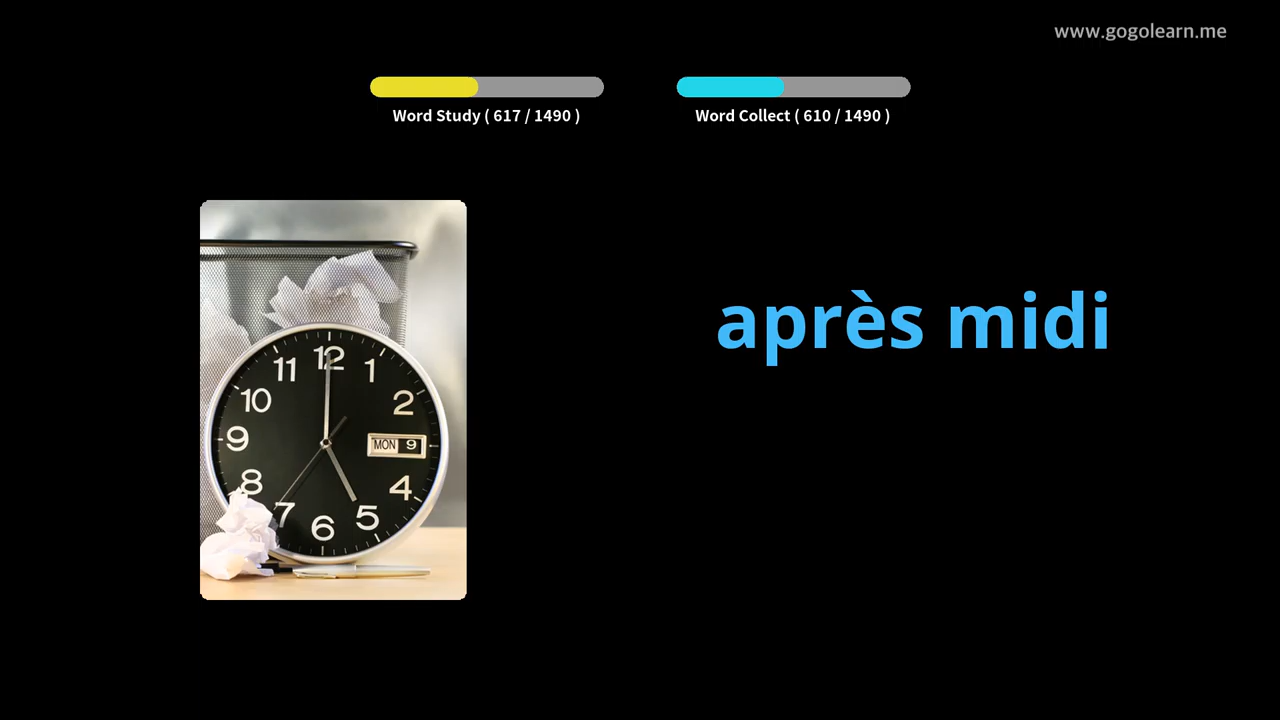 www.gogolearn.me
Word Study ( 617 / 1490 )
Word Collect ( 610 / 1490 )
après midi
12
11
1
10
2
9
MON 9
8
4
7
5
6